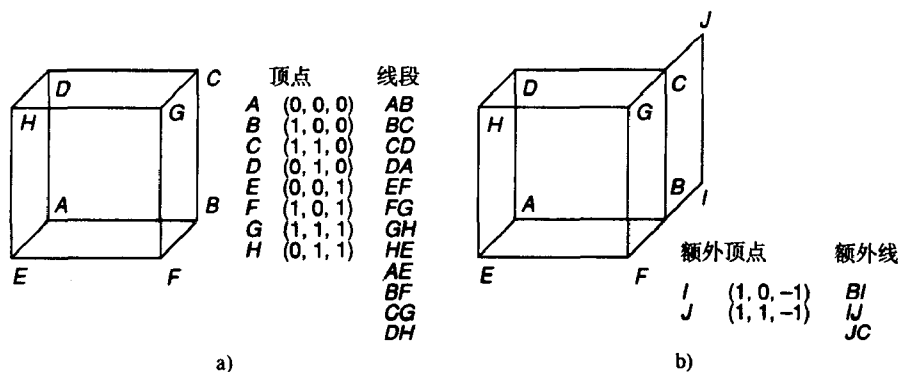 C
D
H
G
A
B
E
F
顶点 线段
A (0, 0, 0) AB
B (1, 0, 0) BC
C (1, 1, 0) CD
D (0, 1, 0) DA
E (0, 0, 1) EF
F (1, 0, 1) FG
G (1, 1, 1) GH
H (0, 1, 1) HE
AE
BF
CG
DH
a)
J
D
C
H
G
A
B
I
E
F
额外顶点 额外线
I (1, 0, –1) BI
J (1, 1, –1) IJ
JC
b)